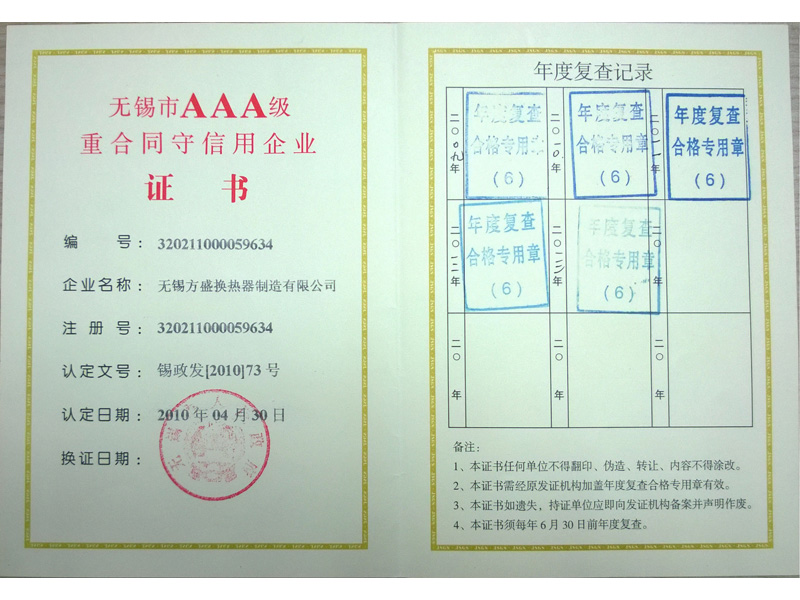 无锡市AAA级
重合同守信用企业
证 书
编 号：320211000059634
企业名称：无锡方盛换热器制造有限公司
注 册 号：320211000059634
认定文号：锡政发[2010]73 号
认定日期：2010 年 04 月 30 日
换证日期：
年度复查记录
二〇〇九年
年度复查
合格专用章
（6）
二〇一〇年
年度复查
合格专用章
（6）
二〇一一年
年度复查
合格专用章
（6）
二〇一二年
年度复查
合格专用章
（6）
二〇一三年
年度复查
合格专用章
（6）
二〇 年
二〇 年
二〇 年
二〇 年
备注：
1、本证书任何单位不得翻印、伪造、转让、内容不得涂改。
2、本证书需经原发证机构加盖年度复查合格专用章有效。
3、本证书如遗失，持证单位应即向发证机构备案并声明作废。
4、本证书须每年 6 月 30 日前年度复查。